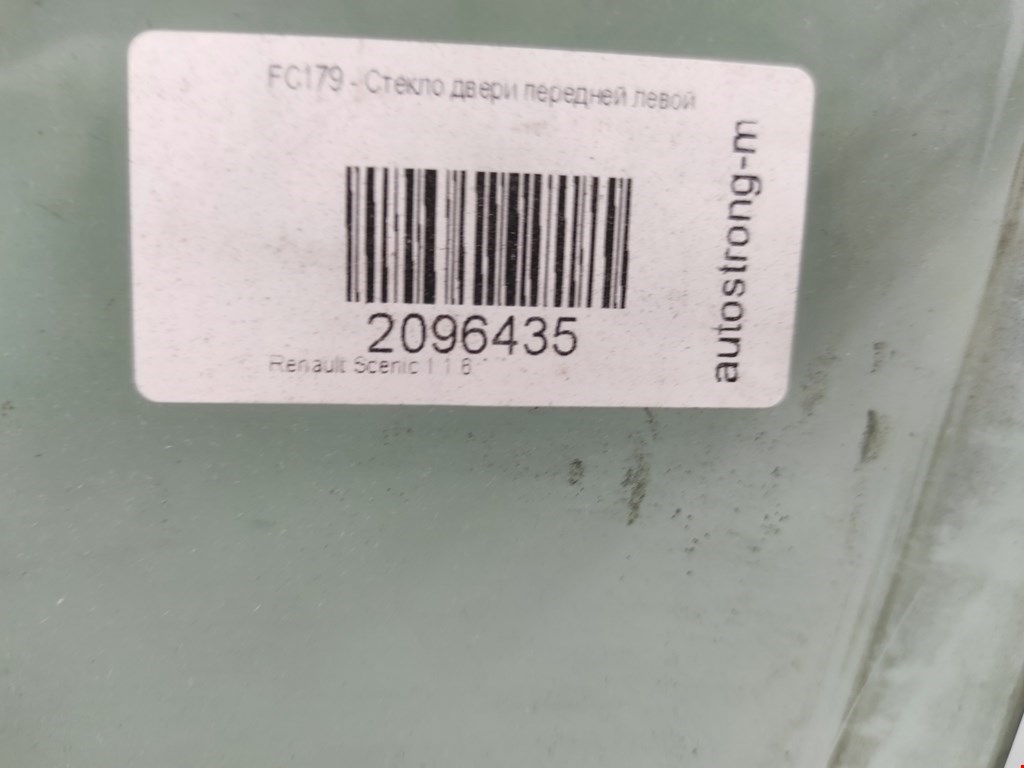 FC179 - Стекло двери передней левой
2096435
Renault Scenic I 1.6
autostrong-m